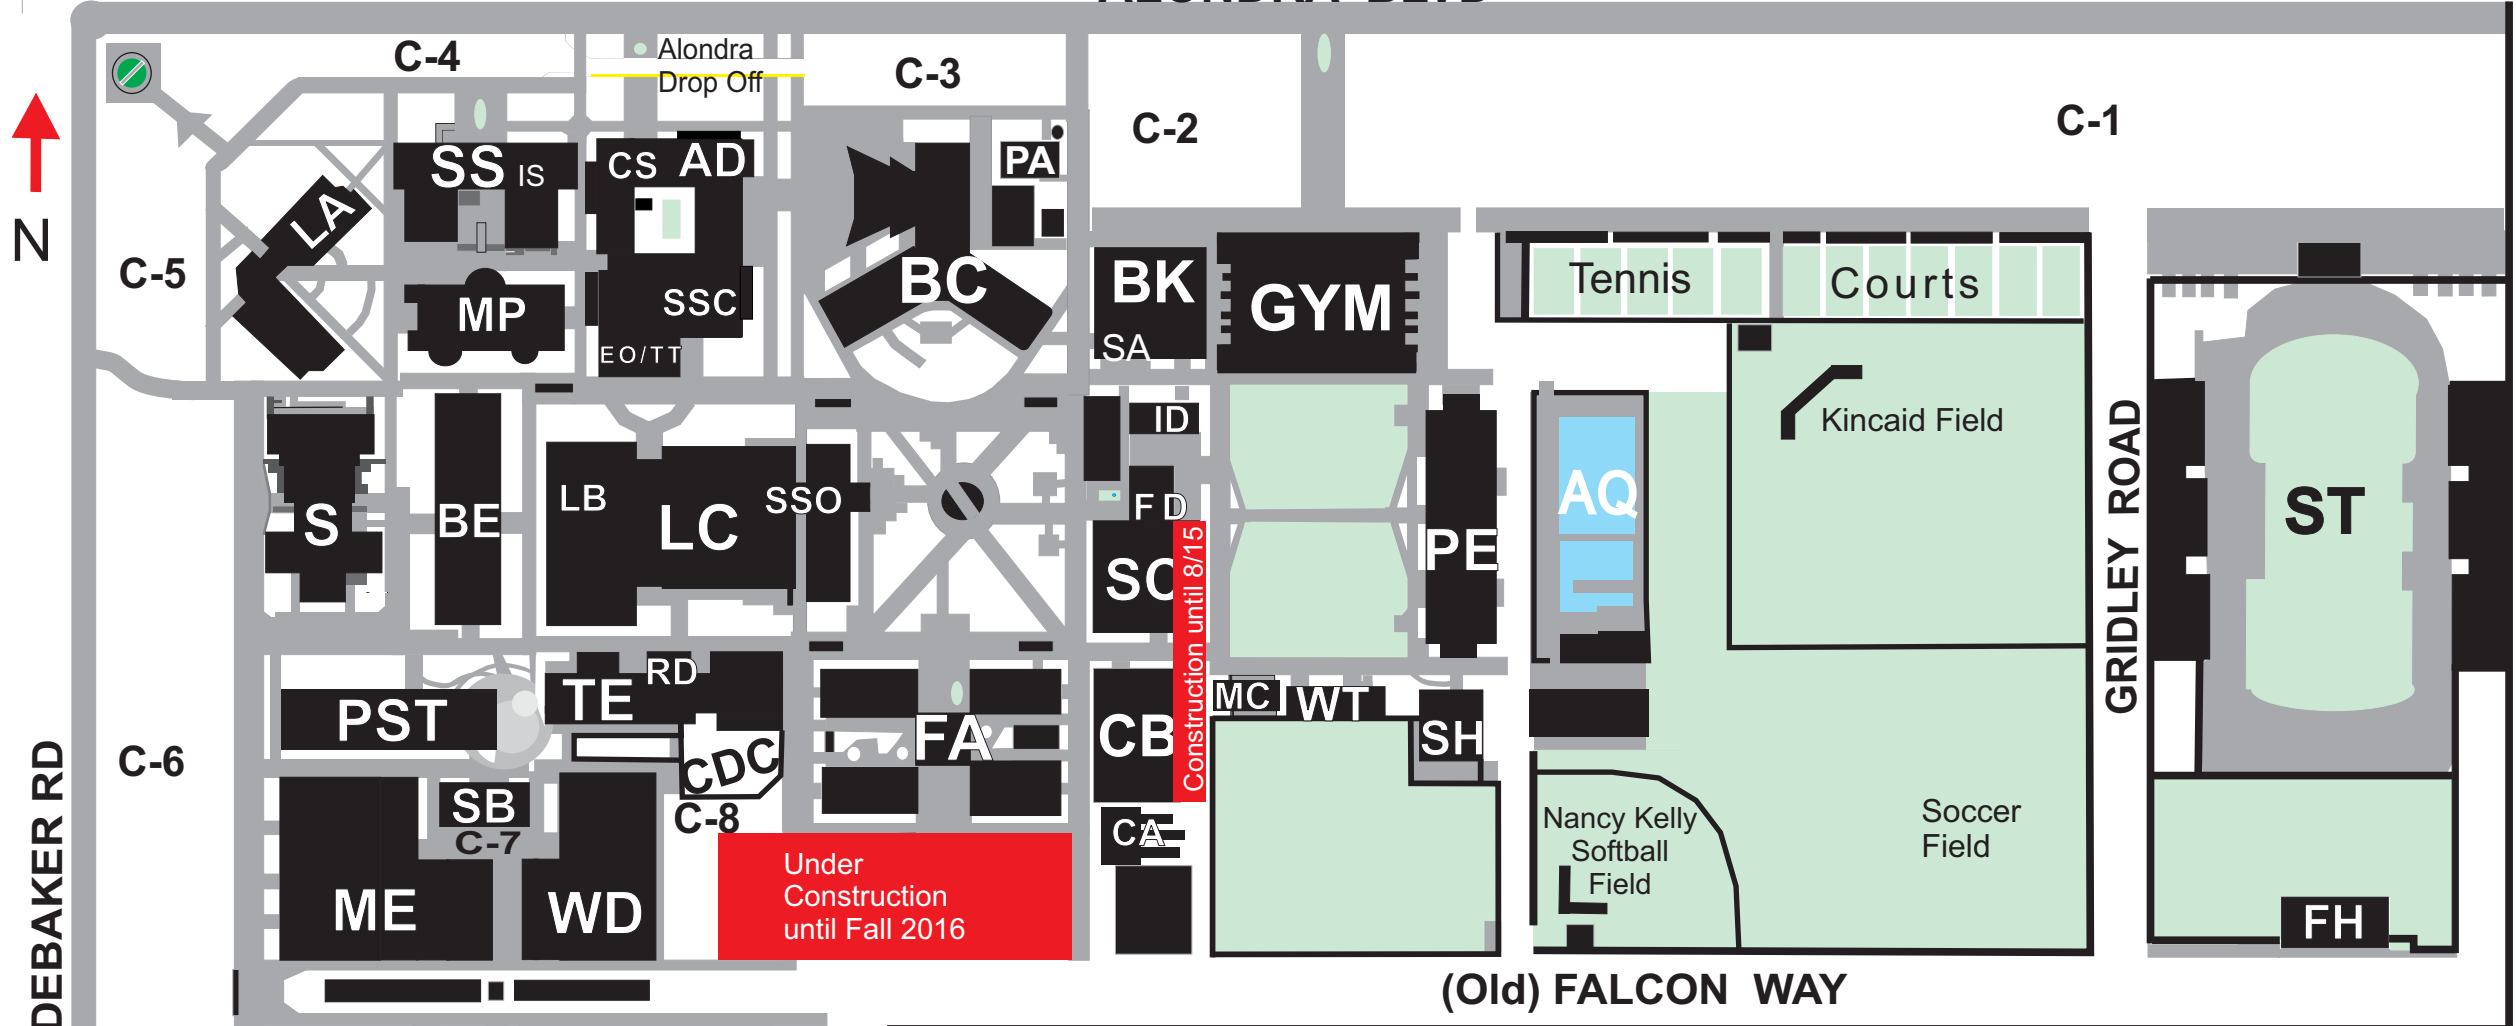 ALONDRA BLVD
C-4
Alondra
Drop Off
C-3
C-2
C-1
N
SS IS
CS AD
PA
LA
C-5
MP
SSC
EO/TT
BC
BK
SA
GYM
Tennis Courts
Kincaid Field
GRIDLEY ROAD
ST
S
BE
LB
LC
SSO
ID
FD
SC
Construction until 8/15
PE
AQ
PST
TE
RD
CDC
C-8
FA
CB
MC
WT
SH
C-6
DEBAKER RD
SB
C-7
ME
WD
CA
Under
Construction
until Fall 2016
Nancy Kelly
Softball
Field
Soccer
Field
FH
(Old) FALCON WAY